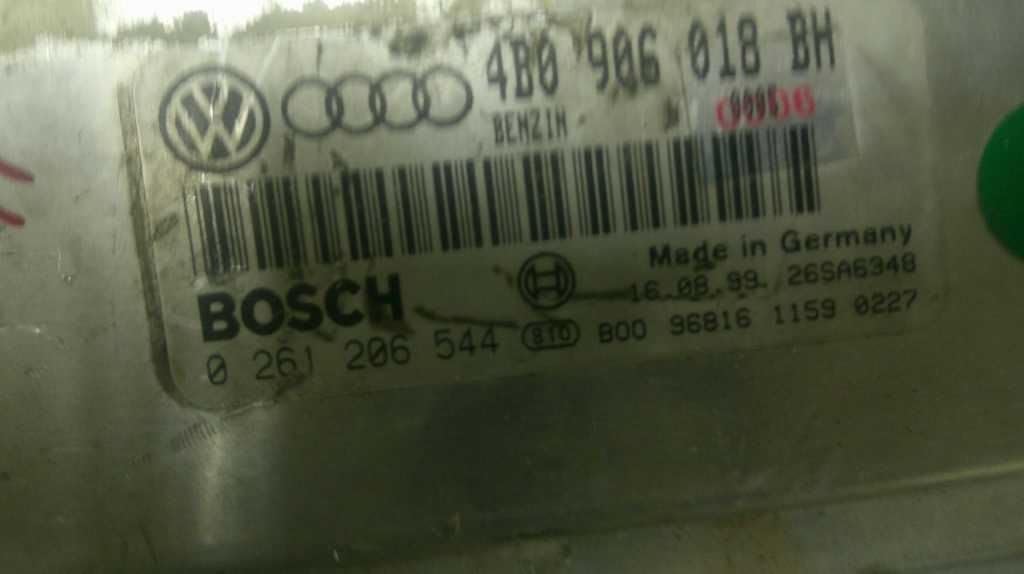 4B0 906 018 BH
BENZIN
BOSCH
Made in Germany
16.08.99. 26SA6348
0 261 206 544
810 B00 96816 1159 0227